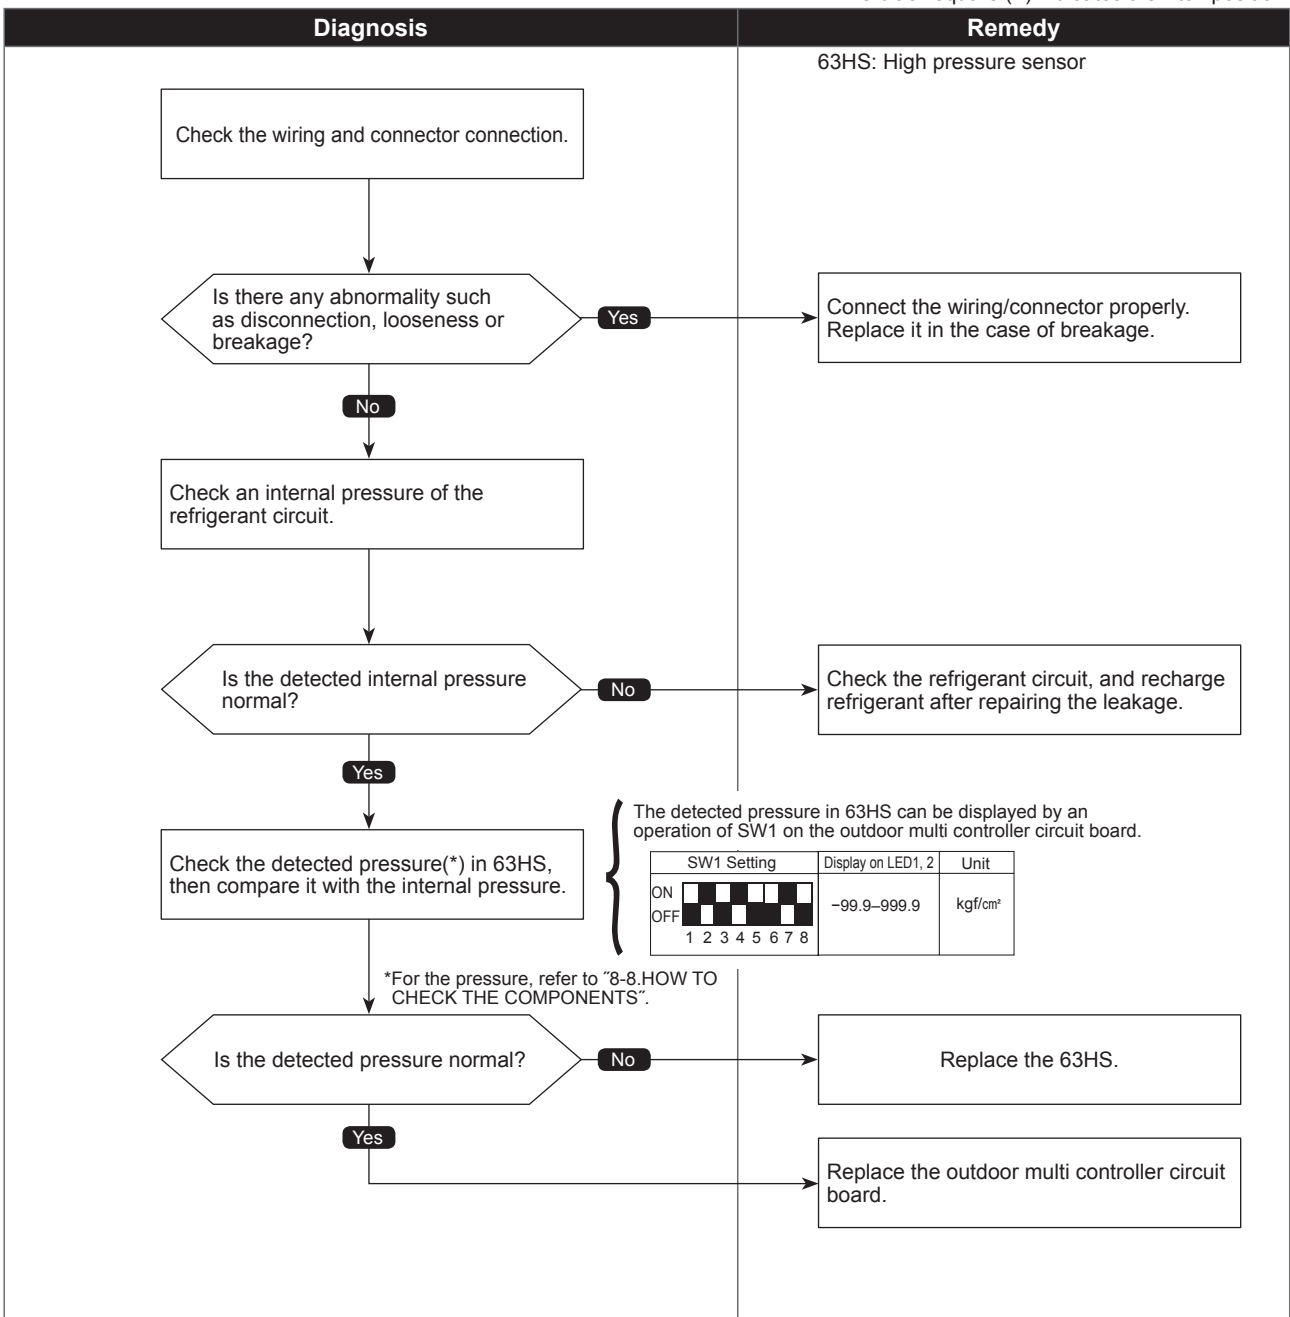 Diagnosis
Remedy
63HS: High pressure sensor
Check the wiring and connector connection.
Is there any abnormality such
as disconnection, looseness or
breakage?
Yes
Connect the wiring/connector properly.
Replace it in the case of breakage.
No
Check an internal pressure of the
refrigerant circuit.
Is the detected internal pressure
normal?
No
Check the refrigerant circuit, and recharge
refrigerant after repairing the leakage.
Yes
Check the detected pressure(*) in 63HS,
then compare it with the internal pressure.
The detected pressure in 63HS can be displayed by an
operation of SW1 on the outdoor multi controller circuit board.
SW1 Setting
Display on LED1, 2
Unit
ON
OFF
1 2 3 4 5 6 7 8
−99.9–999.9
kgf/cm²
*For the pressure, refer to ˝8-8.HOW TO
CHECK THE COMPONENTS˝.
Is the detected pressure normal?
No
Replace the 63HS.
Yes
Replace the outdoor multi controller circuit
board.